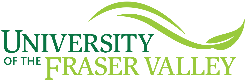 UNIVERSITY
OF THE FRASER VALLEY